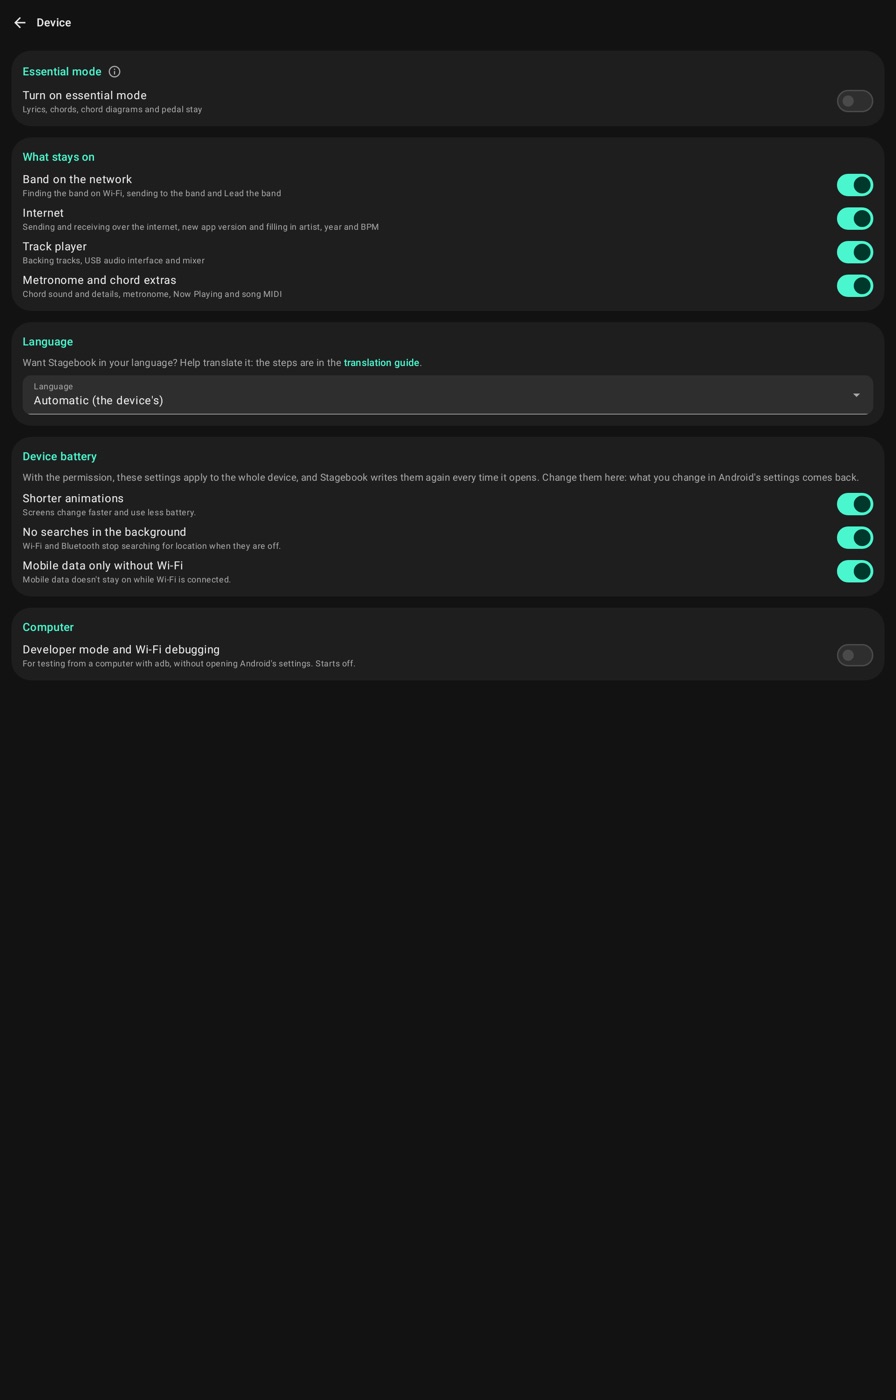 Device
Essential mode
Turn on essential mode
Lyrics, chords, chord diagrams and pedal stay
What stays on
Band on the network
Finding the band on Wi-Fi, sending to the band and Lead the band
Internet
Sending and receiving over the internet, new app version and filling in artist, year and BPM
Track player
Backing tracks, USB audio interface and mixer
Metronome and chord extras
Chord sound and details, metronome, Now Playing and song MIDI
Language
Want Stagebook in your language? Help translate it: the steps are in the translation guide.
Language
Automatic (the device's)
Device battery
With the permission, these settings apply to the whole device, and Stagebook writes them again every time it opens. Change them here: what you change in Android's settings comes back.
Shorter animations
Screens change faster and use less battery.
No searches in the background
Wi-Fi and Bluetooth stop searching for location when they are off.
Mobile data only without Wi-Fi
Mobile data doesn't stay on while Wi-Fi is connected.
Computer
Developer mode and Wi-Fi debugging
For testing from a computer with adb, without opening Android's settings. Starts off.